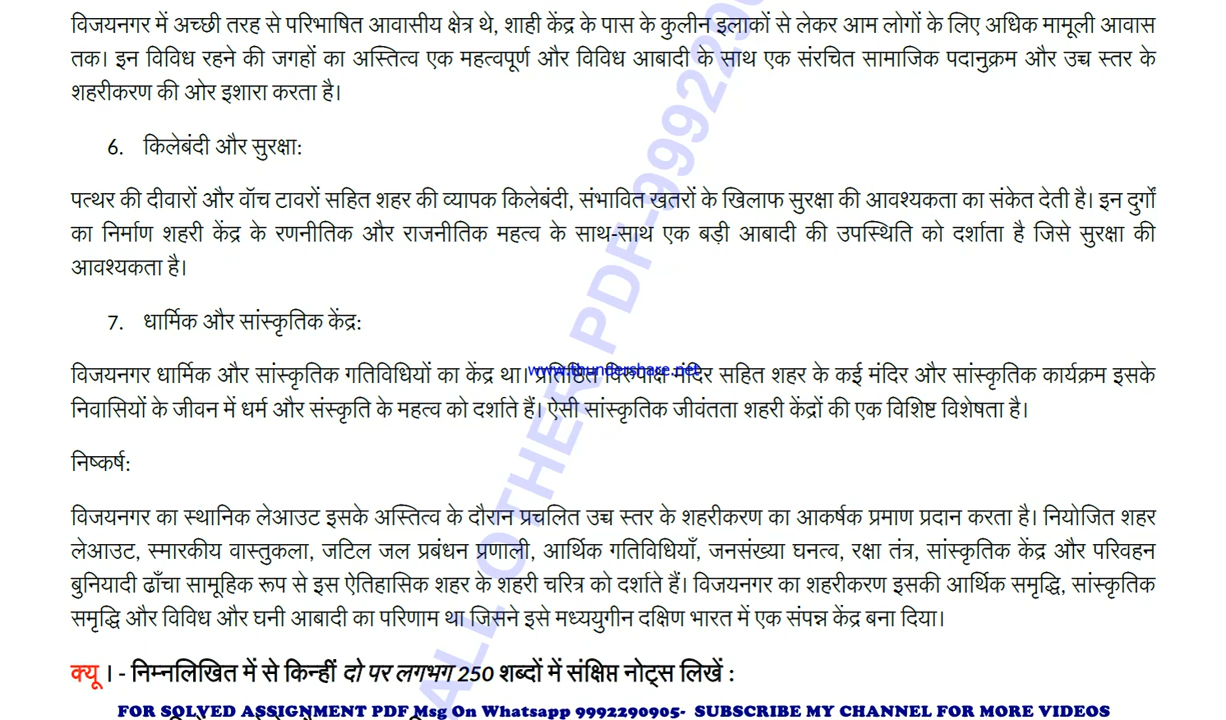 विजयनगर में अच्छी तरह से परिभाषित आवासीय क्षेत्र थे, शाही केंद्र के पास के कुलीन इलाकों से लेकर आम लोगों के लिए अधिक मामूली आवास
तक। इन विविध रहने की जगहों का अस्तित्व एक महत्वपूर्ण और विविध आबादी के साथ एक संरचित सामाजिक पदानुक्रम और उच्च स्तर के
शहरीकरण की ओर इशारा करता है।
6. किलेबंदी और सुरक्षा:
पत्थर की दीवारों और वॉच टावरों सहित शहर की व्यापक किलेबंदी, संभावित खतरों के खिलाफ सुरक्षा की आवश्यकता का संकेत देती है। इन दुर्गों
का निर्माण शहरी केंद्र के रणनीतिक और राजनीतिक महत्व के साथ-साथ एक बड़ी आबादी की उपस्थिति को दर्शाता है जिसे सुरक्षा की
आवश्यकता है।
7. धार्मिक और सांस्कृतिक केंद्र:
विजयनगर धार्मिक और सांस्कृतिक गतिविधियों का केंद्र था। प्रतिष्ठित विरुपाक्ष मंदिर सहित शहर के कई मंदिर और सांस्कृतिक कार्यक्रम इसके
www.thundershare.net
निवासियों के जीवन में धर्म और संस्कृति के महत्व को दर्शाते हैं। ऐसी सांस्कृतिक जीवंतता शहरी केंद्रों की एक विशिष्ट विशेषता है।
निष्कर्ष:
विजयनगर का स्थानिक लेआउट इसके अस्तित्व के दौरान प्रचलित उच्च स्तर के शहरीकरण का आकर्षक प्रमाण प्रदान करता है। नियोजित शहर
लेआउट, स्मारकीय वास्तुकला, जटिल जल प्रबंधन प्रणाली, आर्थिक गतिविधियाँ, जनसंख्या घनत्व, रक्षा तंत्र, सांस्कृतिक केंद्र और परिवहन
बुनियादी ढाँचा सामूहिक रूप से इस ऐतिहासिक शहर के शहरी चरित्र को दर्शाते हैं। विजयनगर का शहरीकरण इसकी आर्थिक समृद्धि, सांस्कृतिक
समृद्धि और विविध और घनी आबादी का परिणाम था जिसने इसे मध्ययुगीन दक्षिण भारत में एक संपन्न केंद्र बना दिया।
क्यू । - निम्नलिखित में से किन्हीं दो पर लगभग 250 शब्दों में संक्षिप्त नोट्स लिखें :
FOR SOLVED ASSIGNMENT PDF Msg On Whatsapp 9992290905- SUBSCRIBE MY CHANNEL FOR MORE VIDEOS
ALL OTHER PDF-9992290